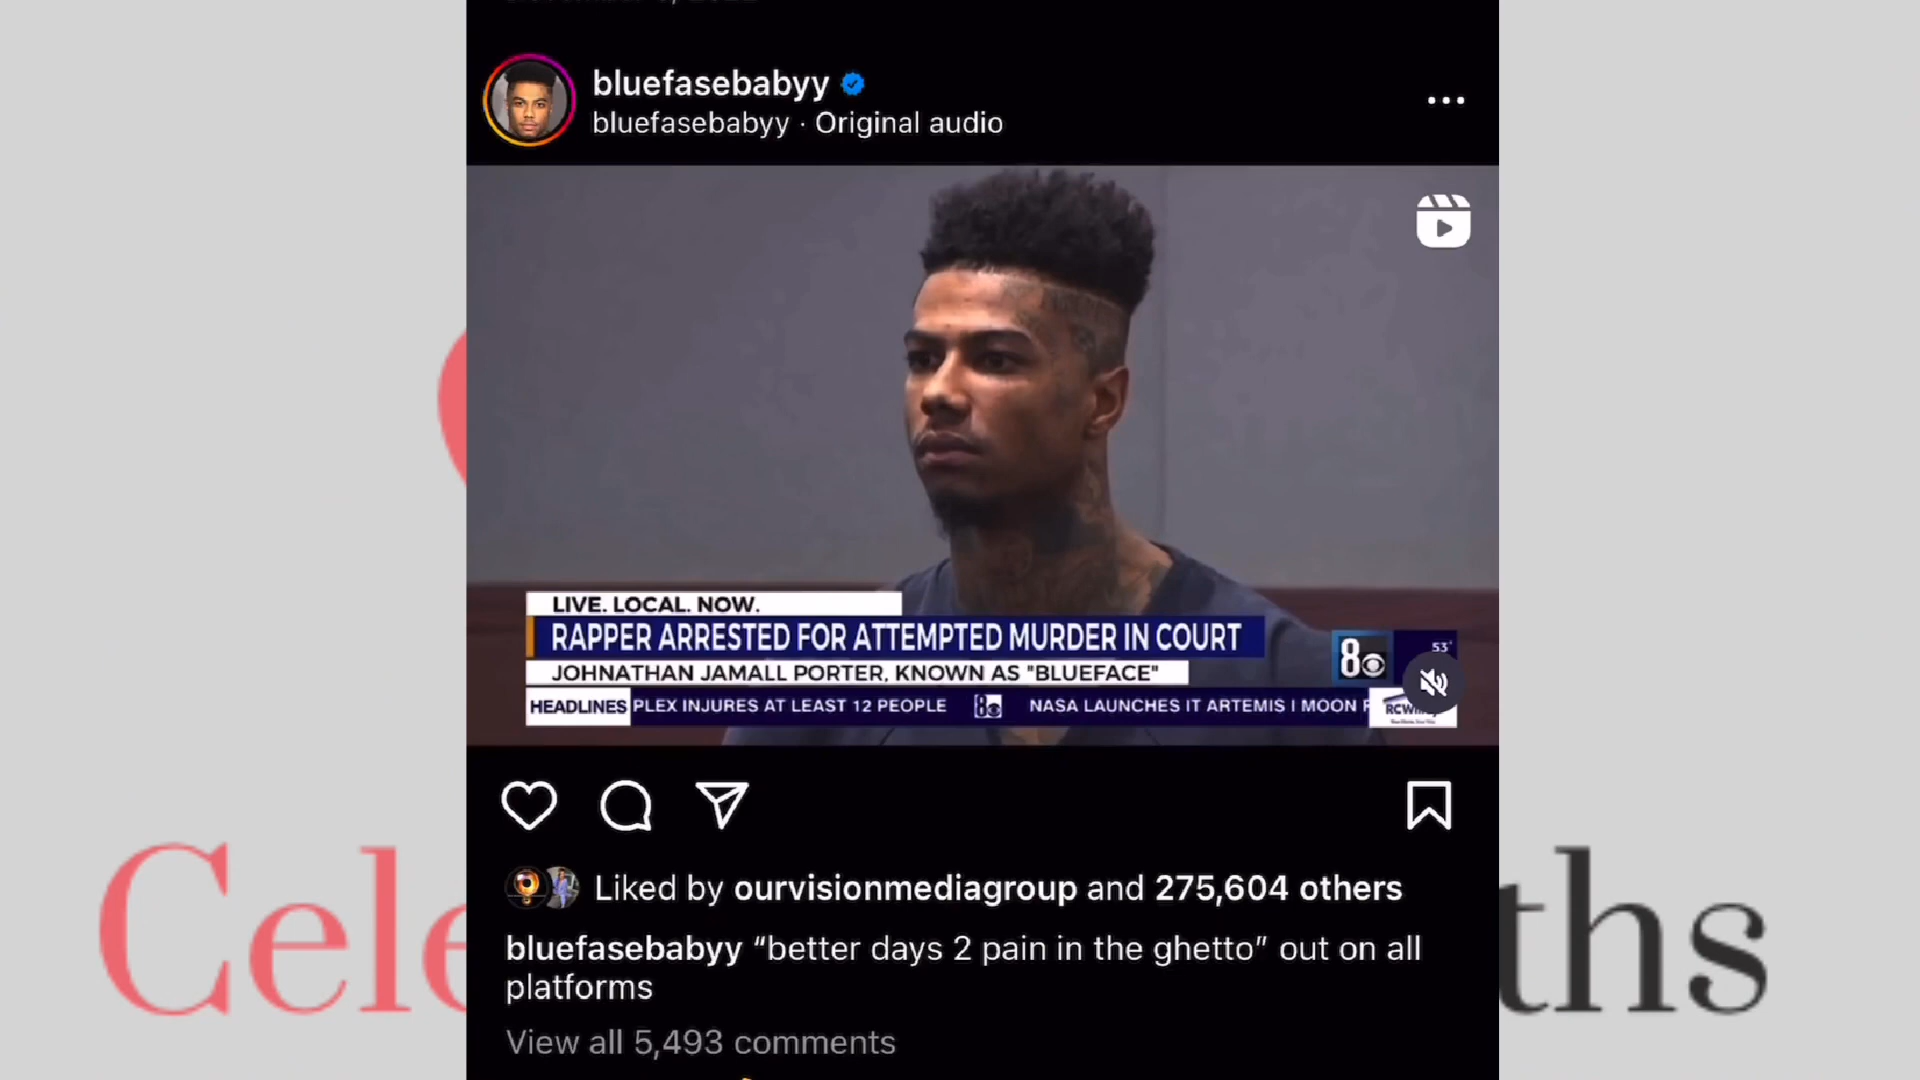 bluefasebabyy
bluefasebabyy · Original audio
LIVE. LOCAL. NOW.
RAPPER ARRESTED FOR ATTEMPTED MURDER IN COURT
JOHNATHAN JAMALL PORTER, KNOWN AS "BLUEFACE"
8
53°
HEADLINES PLEX INJURES AT LEAST 12 PEOPLE 8 NASA LAUNCHES IT ARTEMIS I MOON
Liked by ourvisionmediagroup and 275,604 others
bluefasebabyy “better days 2 pain in the ghetto” out on all
platforms
View all 5,493 comments
Cele
ths